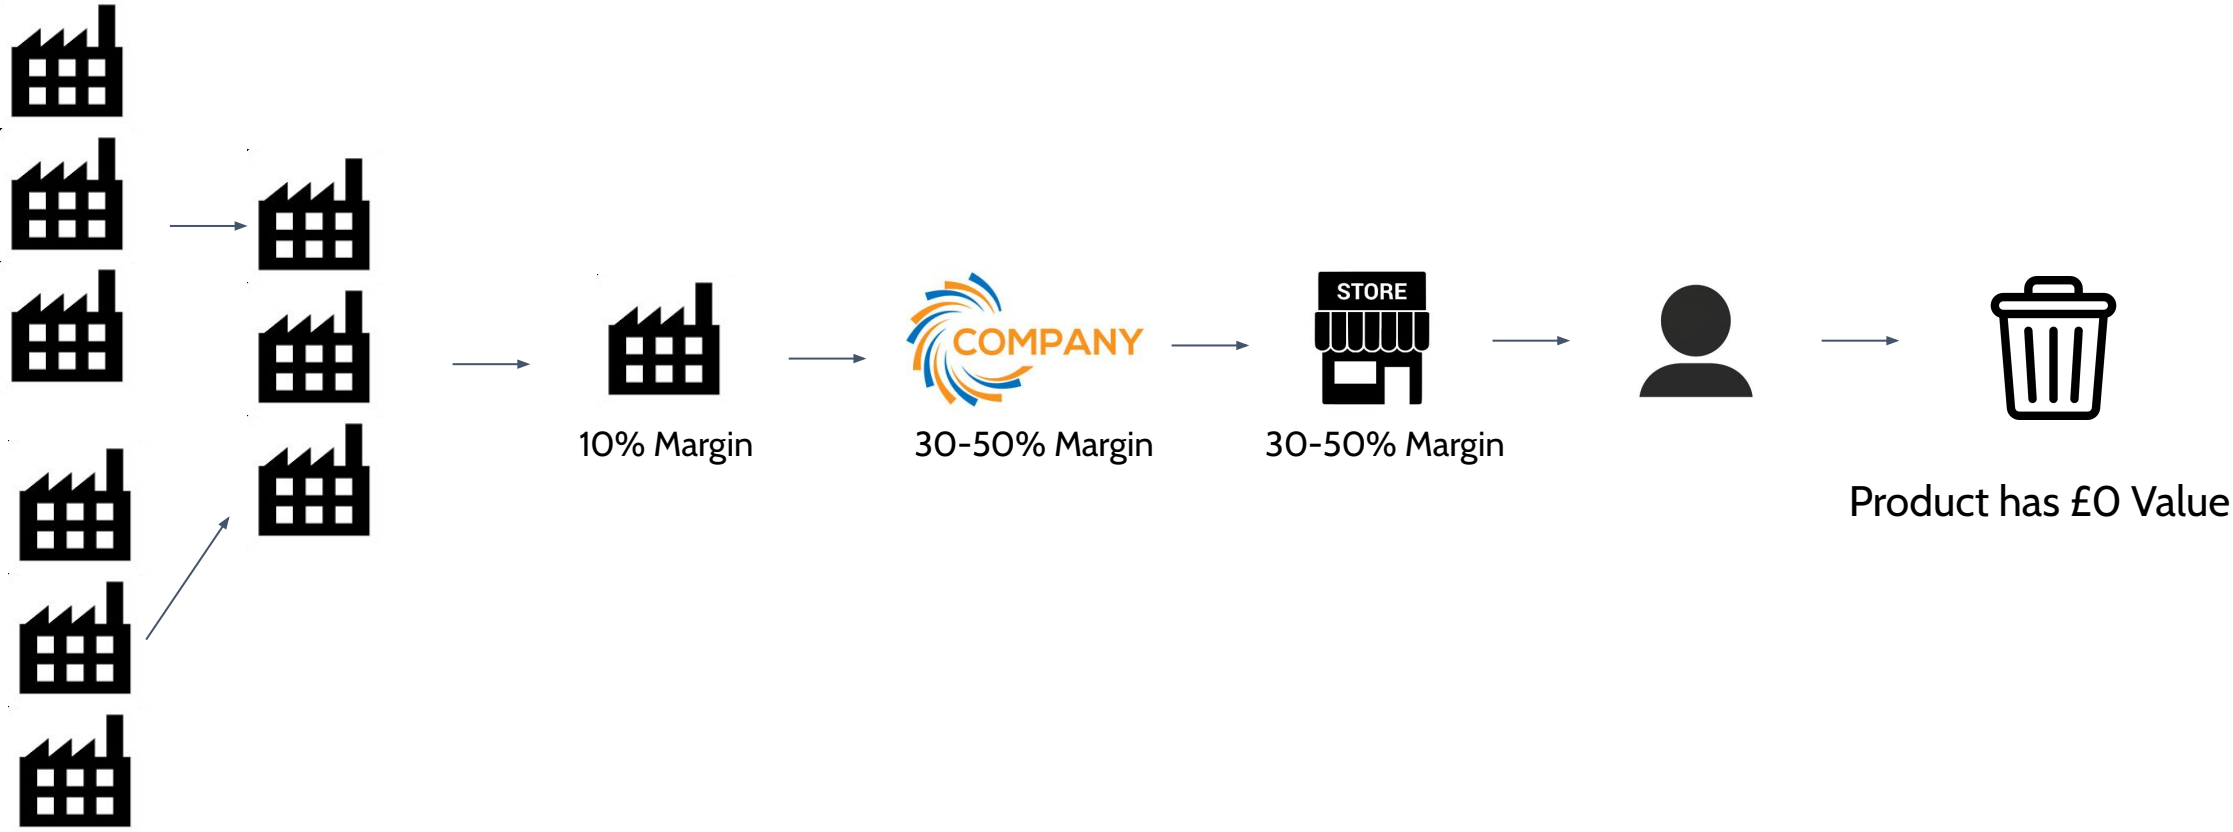 STORE
COMPANY
10% Margin
30-50% Margin
30-50% Margin
Product has £0 Value